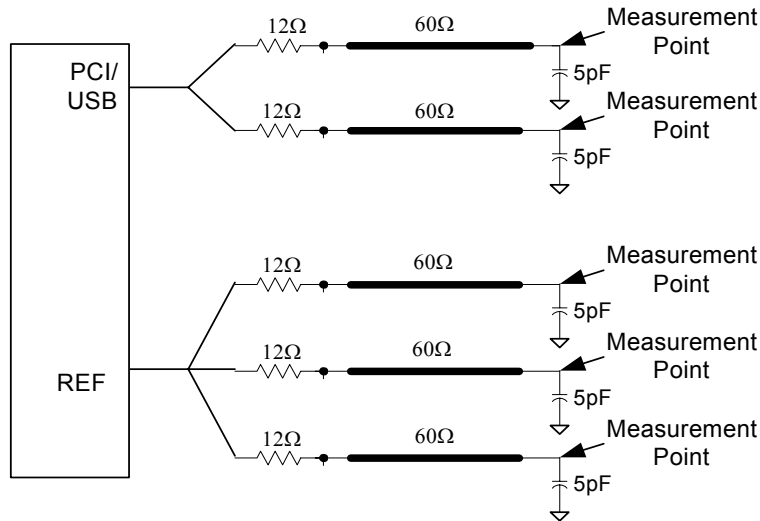 12Ω
60Ω
Measurement
Point
5pF
PCI/
USB
12Ω
60Ω
Measurement
Point
5pF
12Ω
60Ω
Measurement
Point
5pF
REF
12Ω
60Ω
Measurement
Point
5pF
12Ω
60Ω
Measurement
Point
5pF